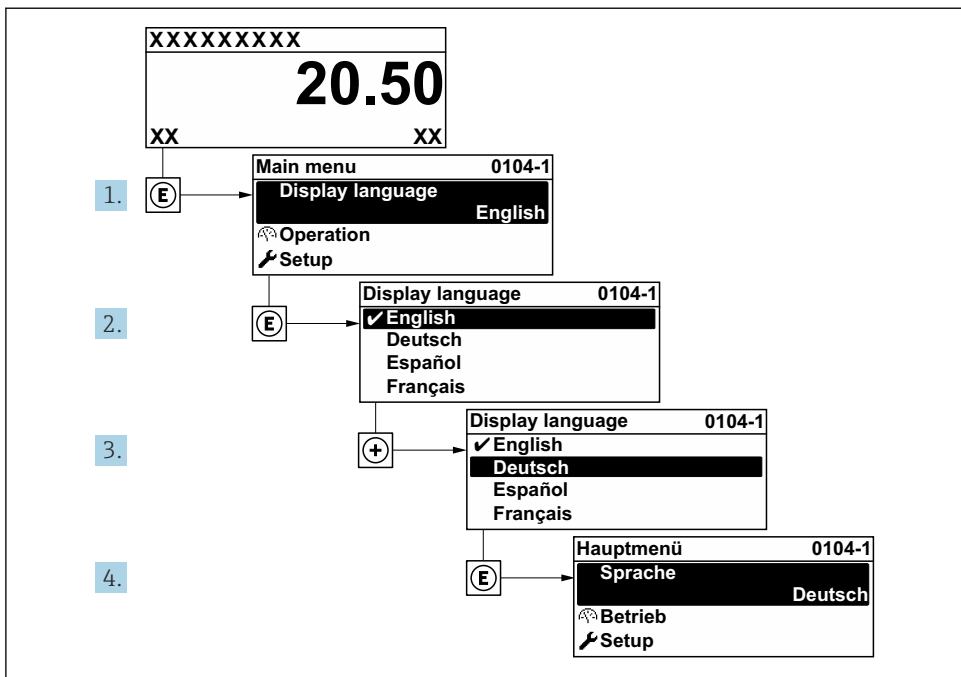 XXXXXXXXX
20.50
XX XX
1. E
Main menu 0104-1
Display language
English
Operation
Setup
2. E
Display language 0104-1
✔English
Deutsch
Español
Français
3. +
Display language 0104-1
✔English
Deutsch
Español
Français
4. E
Hauptmenü 0104-1
Sprache
Deutsch
Betrieb
Setup